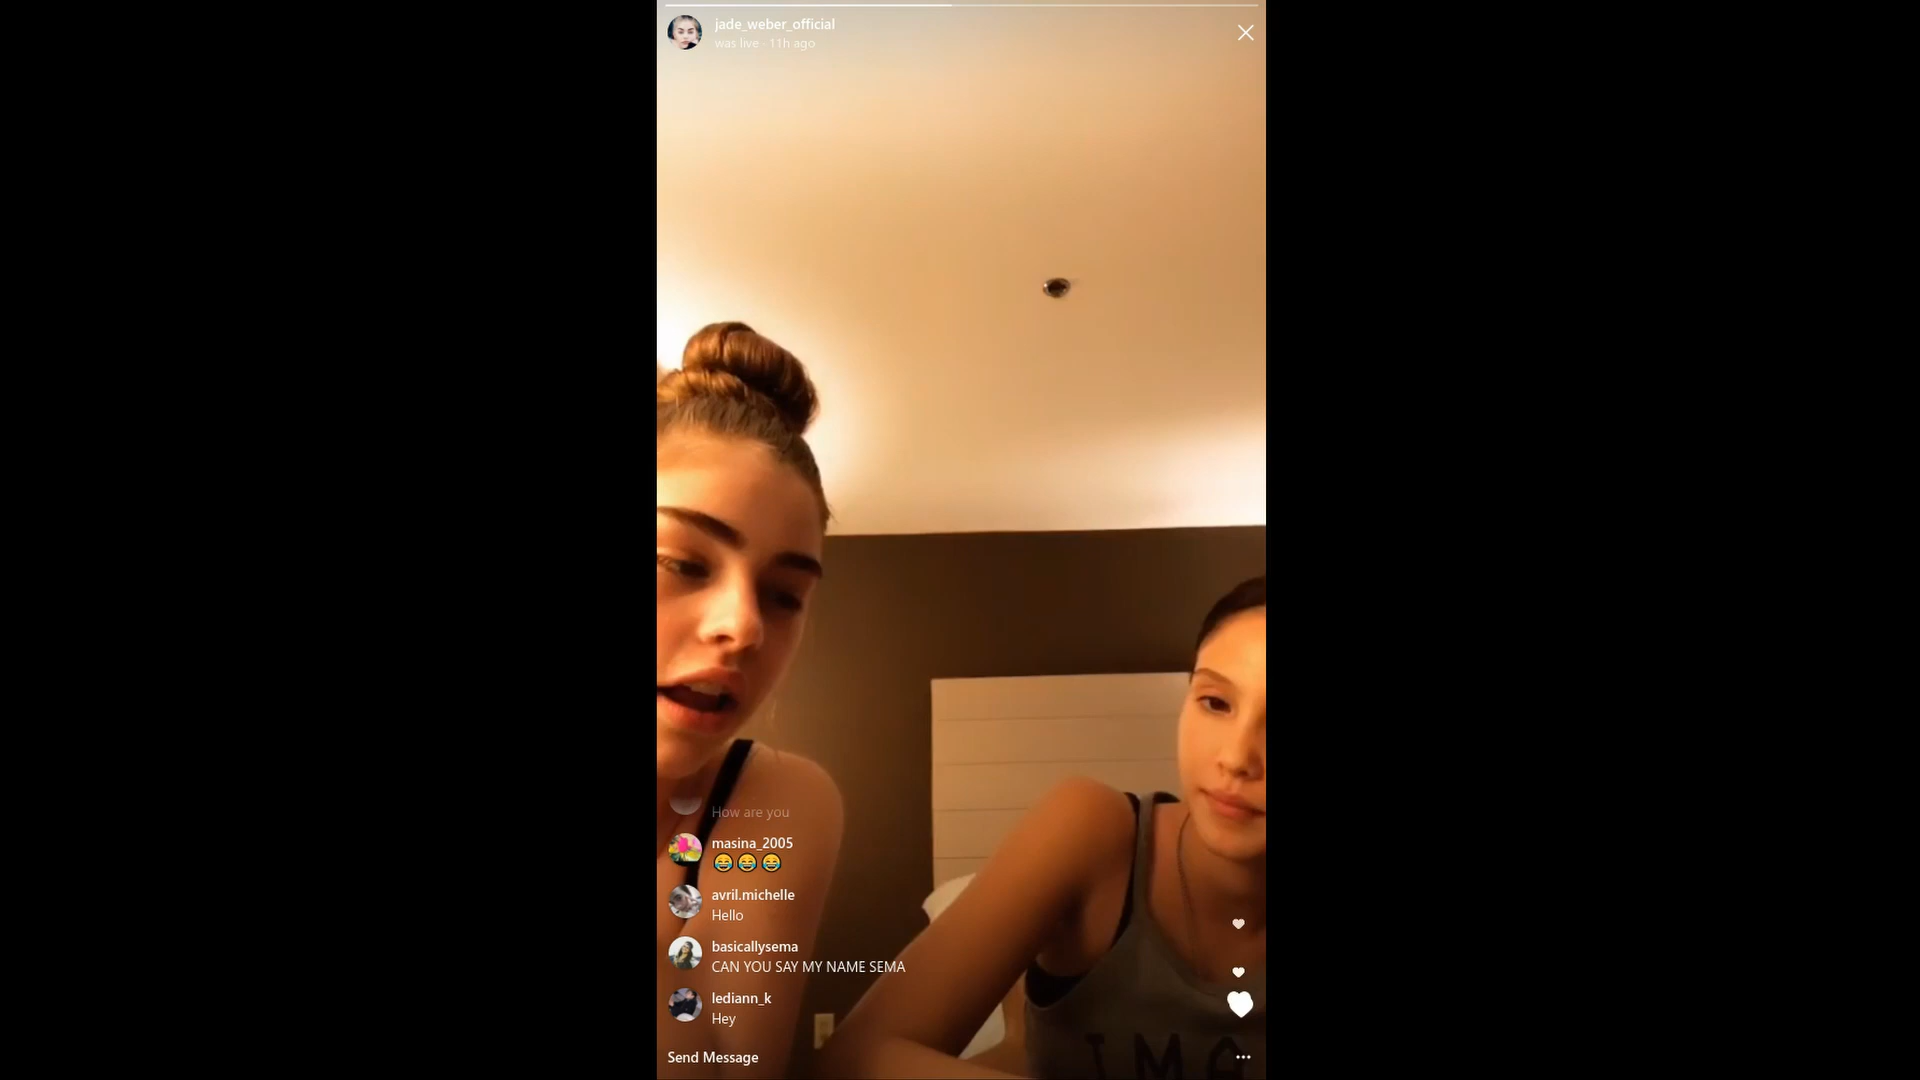 jade_weber_official
was live · 11h ago
How are you
masina_2005
😂😂😂
avril.michelle
Hello
basicallysema
CAN YOU SAY MY NAME SEMA
lediann_k
Hey
Send Message
IMG